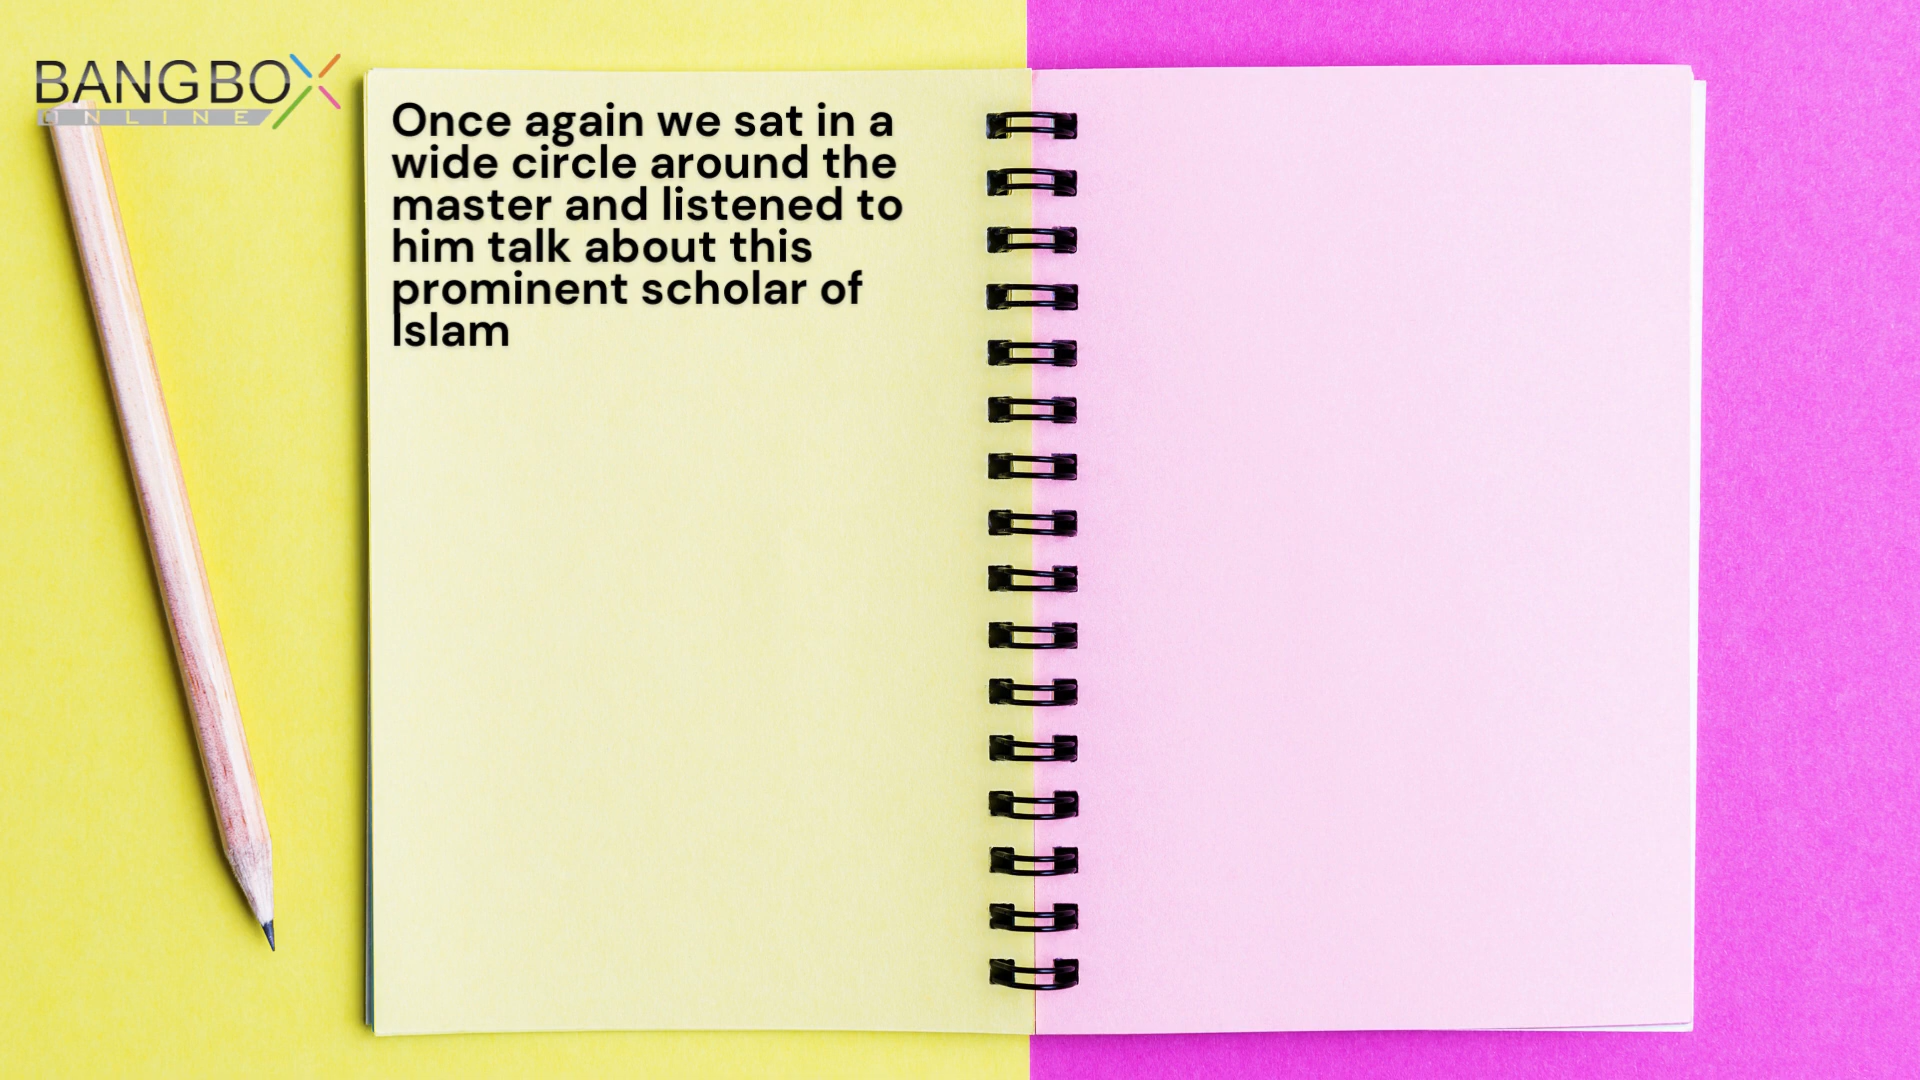 BANGBOX
ONLINE
Once again we sat in a
wide circle around the
master and listened to
him talk about this
prominent scholar of
Islam